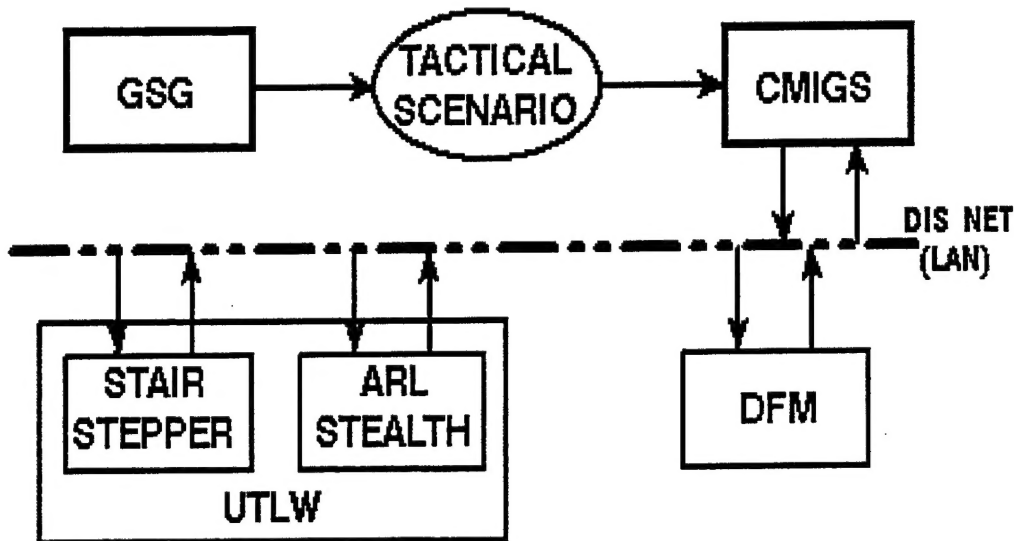 GSG
TACTICAL
SCENARIO
CMIGS
DIS NET
(LAN)
STAIR
STEPPER
ARL
STEALTH
DFM
UTLW